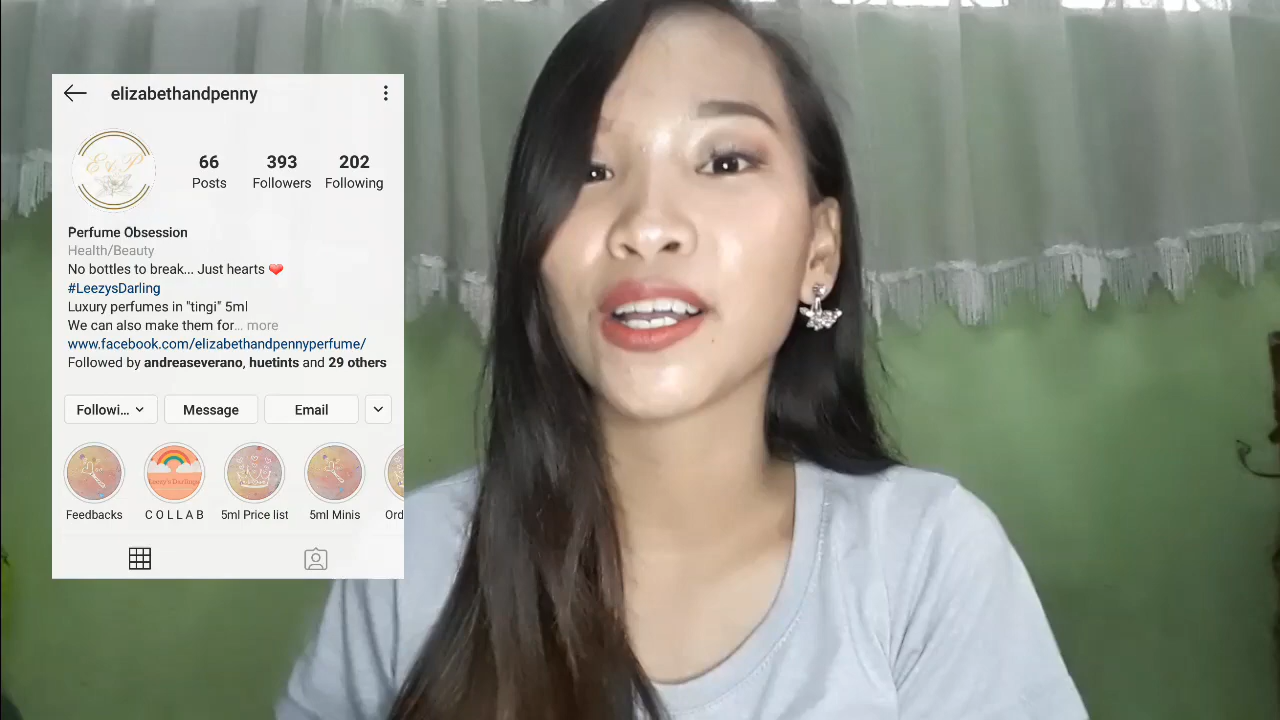 elizabethandpenny
E & P
66 393 202
Posts Followers Following
Perfume Obsession
Health/Beauty
No bottles to break... Just hearts ❤️
#LeezysDarling
Luxury perfumes in "tingi" 5ml
We can also make them for... more
www.facebook.com/elizabethandpennyperfume/
Followed by andreaseverano, huetints and 29 others
Followi... Message Email
Leezy's Darlings
Feedbacks C O L L A B 5ml Price list 5ml Minis Ord